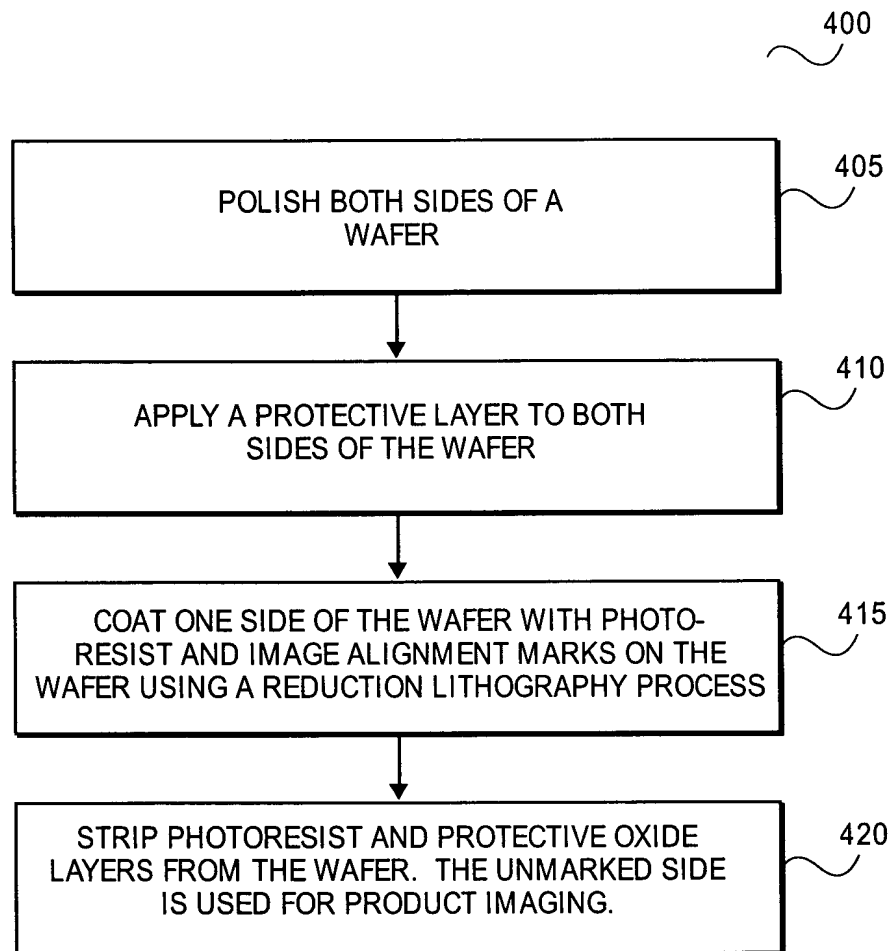 400
405
POLISH BOTH SIDES OF A
WAFER
410
APPLY A PROTECTIVE LAYER TO BOTH
SIDES OF THE WAFER
415
COAT ONE SIDE OF THE WAFER WITH PHOTO-
RESIST AND IMAGE ALIGNMENT MARKS ON THE
WAFER USING A REDUCTION LITHOGRAPHY PROCESS
420
STRIP PHOTORESIST AND PROTECTIVE OXIDE
LAYERS FROM THE WAFER. THE UNMARKED SIDE
IS USED FOR PRODUCT IMAGING.